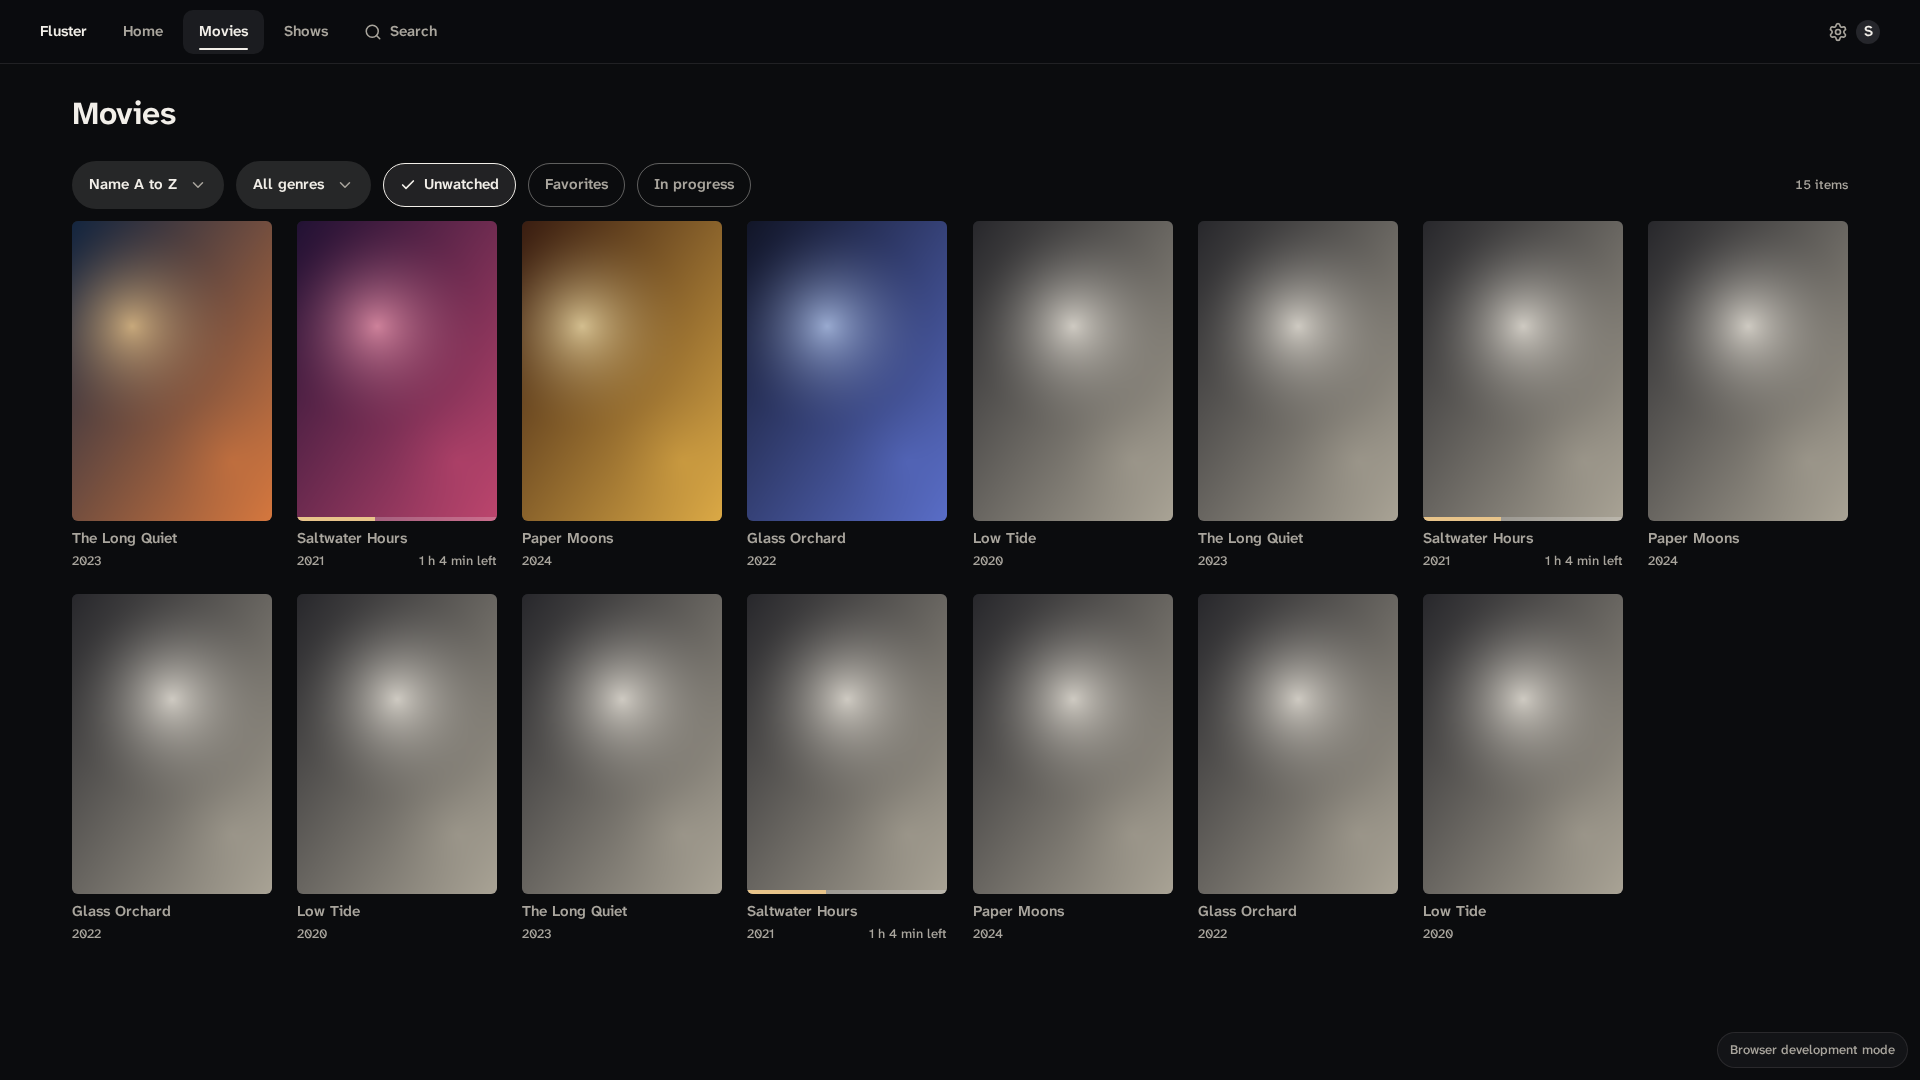 Fluster
Home
Movies
Shows
Search
S
Movies
Name A to Z
All genres
Unwatched
Favorites
In progress
15 items
The Long Quiet
2023
Saltwater Hours
2021 1 h 4 min left
Paper Moons
2024
Glass Orchard
2022
Low Tide
2020
The Long Quiet
2023
Saltwater Hours
2021 1 h 4 min left
Paper Moons
2024
Glass Orchard
2022
Low Tide
2020
The Long Quiet
2023
Saltwater Hours
2021 1 h 4 min left
Paper Moons
2024
Glass Orchard
2022
Low Tide
2020
Browser development mode